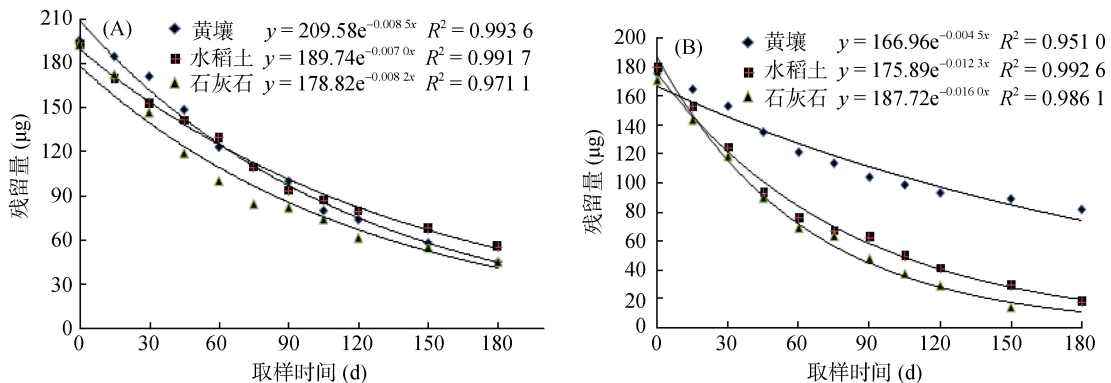 (A)
黄壤 y = 209.58e−0.008 5x R2 = 0.993 6
水稻土 y = 189.74e−0.007 0x R2 = 0.991 7
石灰石 y = 178.82e−0.008 2x R2 = 0.971 1
残留量 (μg)
210
180
150
120
90
60
30
0
0 30 60 90 120 150 180
取样时间 (d)
(B)
黄壤 y = 166.96e−0.004 5x R2 = 0.951 0
水稻土 y = 175.89e−0.012 3x R2 = 0.992 6
石灰石 y = 187.72e−0.016 0x R2 = 0.986 1
残留量 (μg)
200
180
160
140
120
100
80
60
40
20
0
0 30 60 90 120 150 180
取样时间 (d)